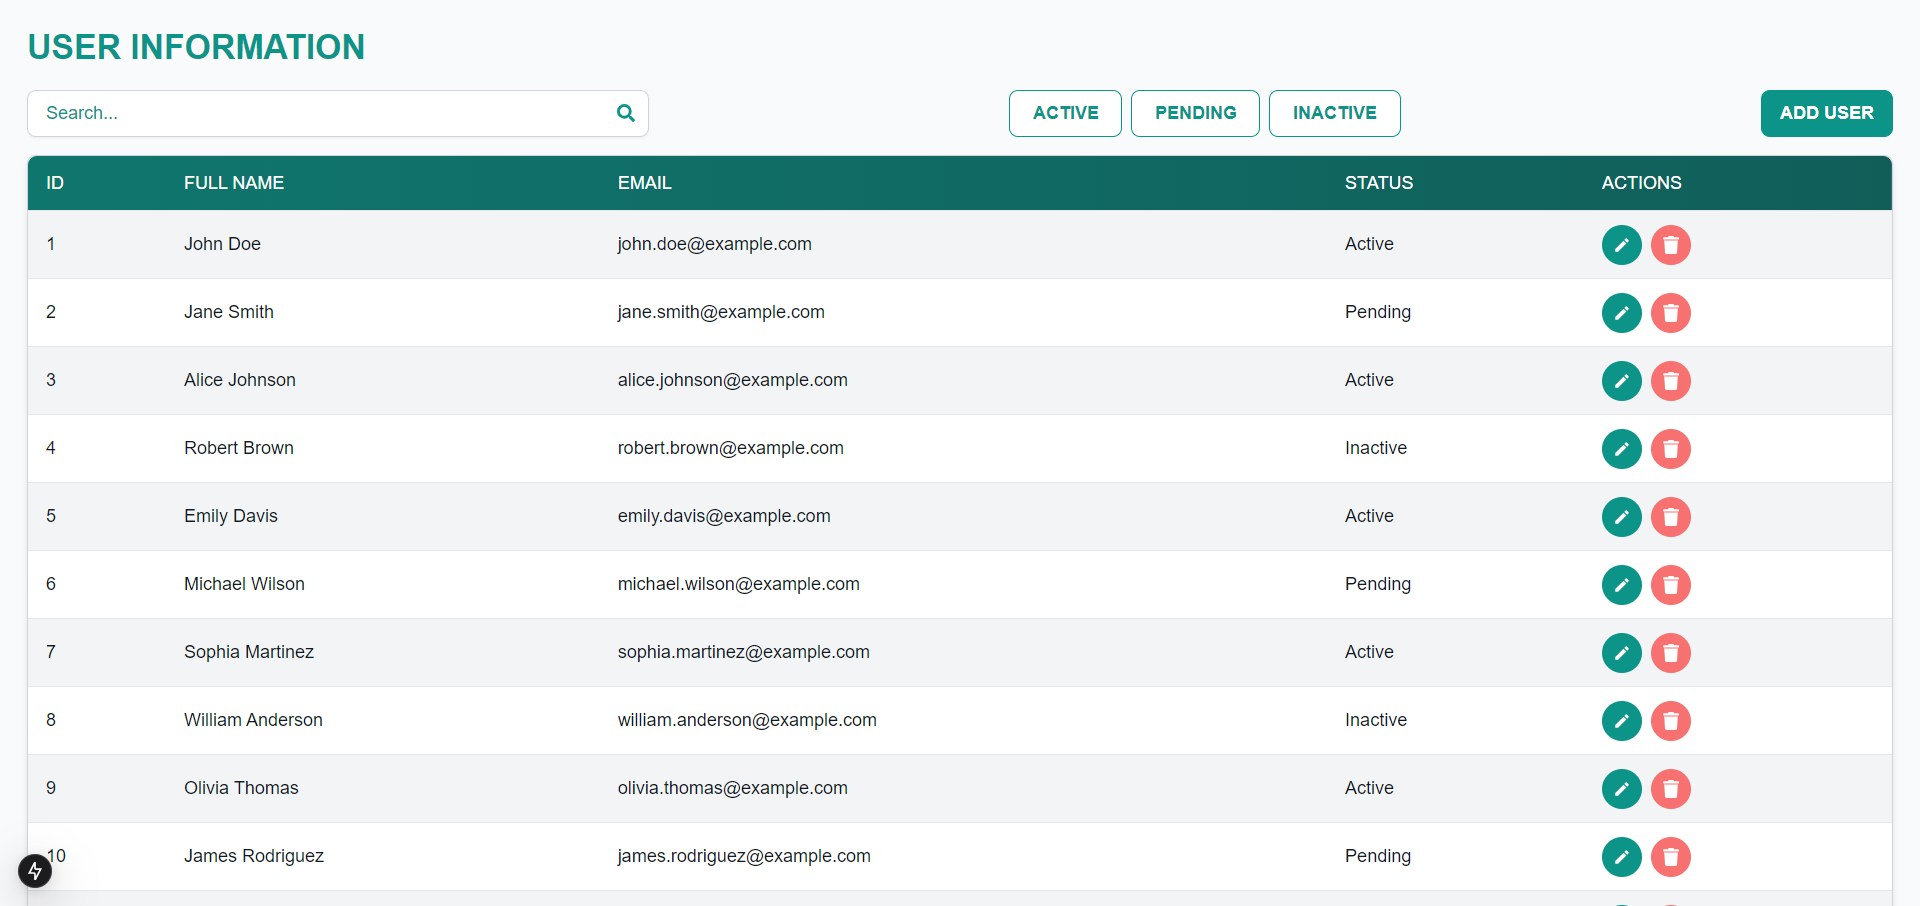 USER INFORMATION
Search...
ACTIVE PENDING INACTIVE ADD USER
ID FULL NAME EMAIL STATUS ACTIONS
1 John Doe john.doe@example.com Active
2 Jane Smith jane.smith@example.com Pending
3 Alice Johnson alice.johnson@example.com Active
4 Robert Brown robert.brown@example.com Inactive
5 Emily Davis emily.davis@example.com Active
6 Michael Wilson michael.wilson@example.com Pending
7 Sophia Martinez sophia.martinez@example.com Active
8 William Anderson william.anderson@example.com Inactive
9 Olivia Thomas olivia.thomas@example.com Active
10 James Rodriguez james.rodriguez@example.com Pending